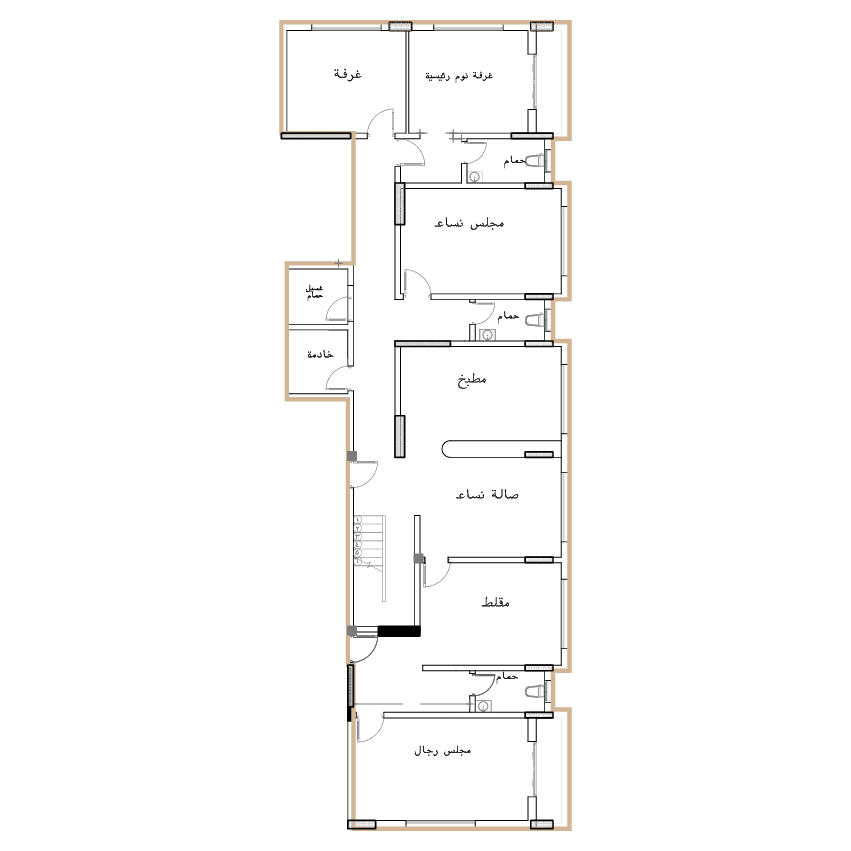 غرفة
غرفة نوم رئيسية
حمام
مجلس نساء
غسيل
حمام
حمام
خادمة
مطبخ
صالة نساء
مقلط
حمام
مجلس رجال